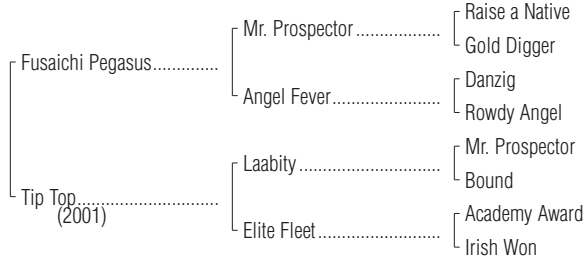 Raise a Native
Mr. Prospector ...................
Gold Digger
Fusaichi Pegasus..............
Danzig
Angel Fever........................
Rowdy Angel
Mr. Prospector
Laabity ................................
Bound
Tip Top..............................
(2001)
Academy Award
Elite Fleet...........................
Irish Won